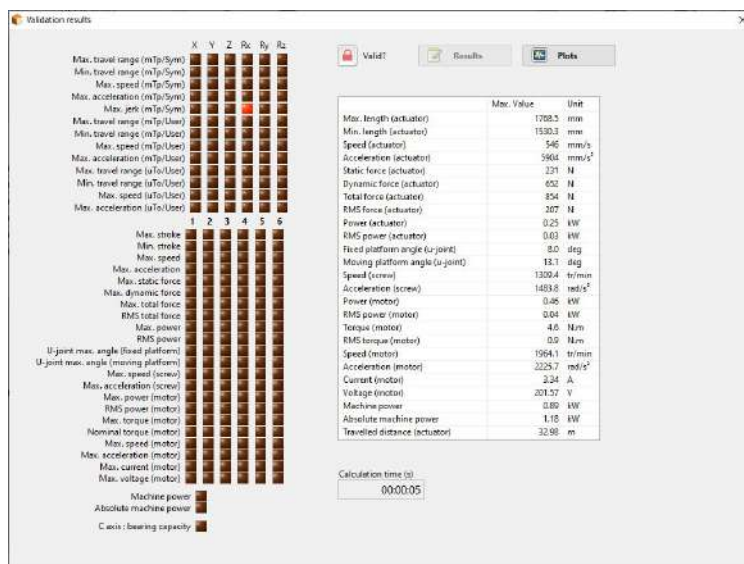 Validation results
X Y Z Rx Ry Rz
Max. travel range (mTp/Sym)
Min. travel range (mTp/Sym)
Max. speed (mTp/Sym)
Max. acceleration (mTp/Sym)
Max. jerk (mTp/Sym)
Max. travel range (mTp/User)
Min. travel range (mTp/User)
Max. speed (mTp/User)
Max. acceleration (mTp/User)
Max. travel range (uTo/User)
Min. travel range (uTo/User)
Max. speed (uTo/User)
Max. acceleration (uTo/User)
1 2 3 4 5 6
Max. stroke
Min. stroke
Max. speed
Max. acceleration
Max. static force
Max. dynamic force
Max. total force
RMS total force
Max. power
RMS power
U-joint max. angle (fixed platform)
U-joint max. angle (moving platform)
Max. speed (screw)
Max. acceleration (screw)
Max. power (motor)
RMS power (motor)
Max. torque (motor)
Nominal torque (motor)
Max. speed (motor)
Max. acceleration (motor)
Max. current (motor)
Max. voltage (motor)
Machine power
Absolute machine power
C axis : bearing capacity
Valid?
Results
Plots
Max. Value Unit
Max. length (actuator) 1768.5 mm
Min. length (actuator) 1530.3 mm
Speed (actuator) 546 mm/s
Acceleration (actuator) 5904 mm/s²
Static force (actuator) 231 N
Dynamic force (actuator) 652 N
Total force (actuator) 854 N
RMS force (actuator) 207 N
Power (actuator) 0.25 kW
RMS power (actuator) 0.03 kW
Fixed platform angle (u-joint) 8.0 deg
Moving platform angle (u-joint) 13.1 deg
Speed (screw) 1309.4 tr/min
Acceleration (screw) 1483.8 rad/s²
Power (motor) 0.46 kW
RMS power (motor) 0.04 kW
Torque (motor) 4.6 N.m
RMS torque (motor) 0.9 N.m
Speed (motor) 1964.1 tr/min
Acceleration (motor) 2225.7 rad/s²
Current (motor) 3.34 A
Voltage (motor) 201.57 V
Machine power 0.89 kW
Absolute machine power 1.18 kW
Travelled distance (actuator) 32.98 m
Calculation time (s)
00:00:05